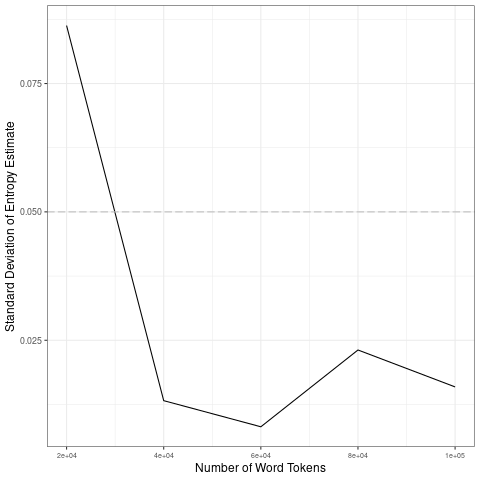 Standard Deviation of Entropy Estimate
0.075
0.050
0.025
2e+04 4e+04 6e+04 8e+04 1e+05
Number of Word Tokens